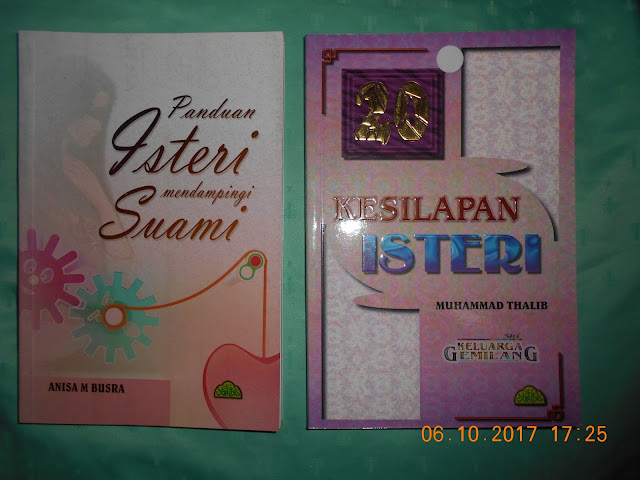 Panduan
Isteri
mendampingi
Suami
ANISA M BUSRA
20
KESILAPAN
ISTERI
MUHAMMAD THALIB
Siri
KELUARGA
GEMILANG
06.10.2017 17:25